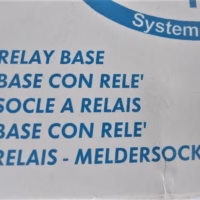 System
RELAY BASE
BASE CON RELE'
SOCLE A RELAIS
BASE CON RELE'
RELAIS - MELDERSOCK